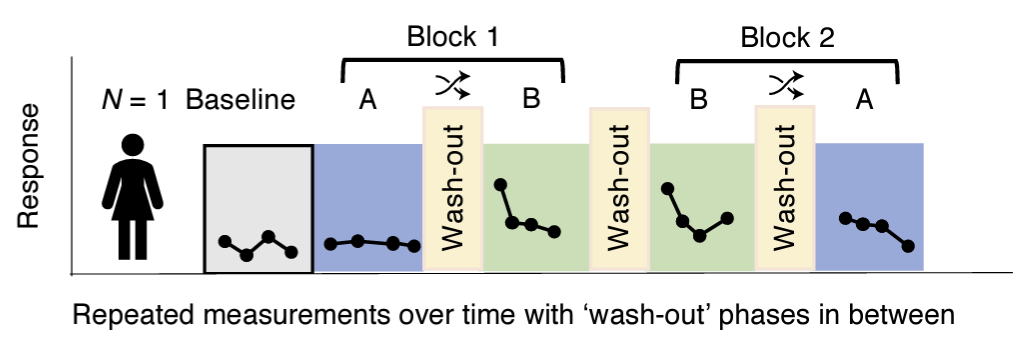 Block 1
Block 2
N = 1 Baseline
A
B
B
A
Response
Wash-out
Wash-out
Wash-out
Repeated measurements over time with ‘wash-out’ phases in between